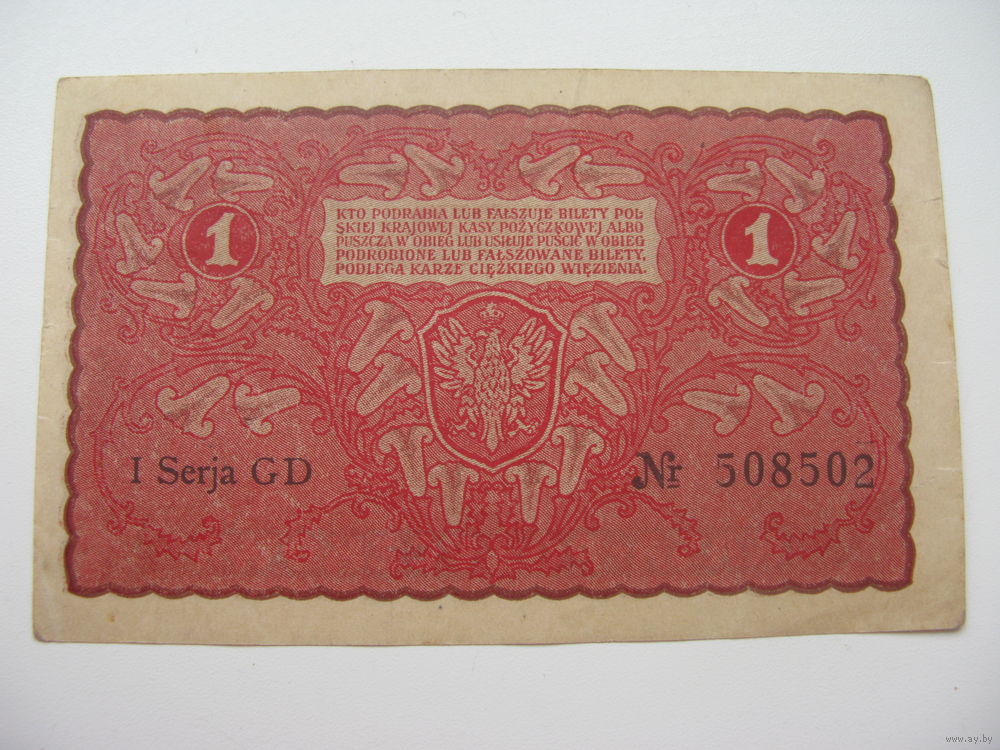 KTO PODRABIA LUB FAŁSZUJE BILETY POL
SKIEJ KRAJOWEJ KASY POŻYCZKOWEJ ALBO
PUSZCZA W OBIEG LUB USIŁUJE PUŚCIĆ W OBIEG
PODROBIONE LUB FAŁSZOWANE BILETY,
PODLEGA KARZE CIĘŻKIEGO WIĘZIENIA.
1 1
I Serja GD Nr 508502
www.ay.by